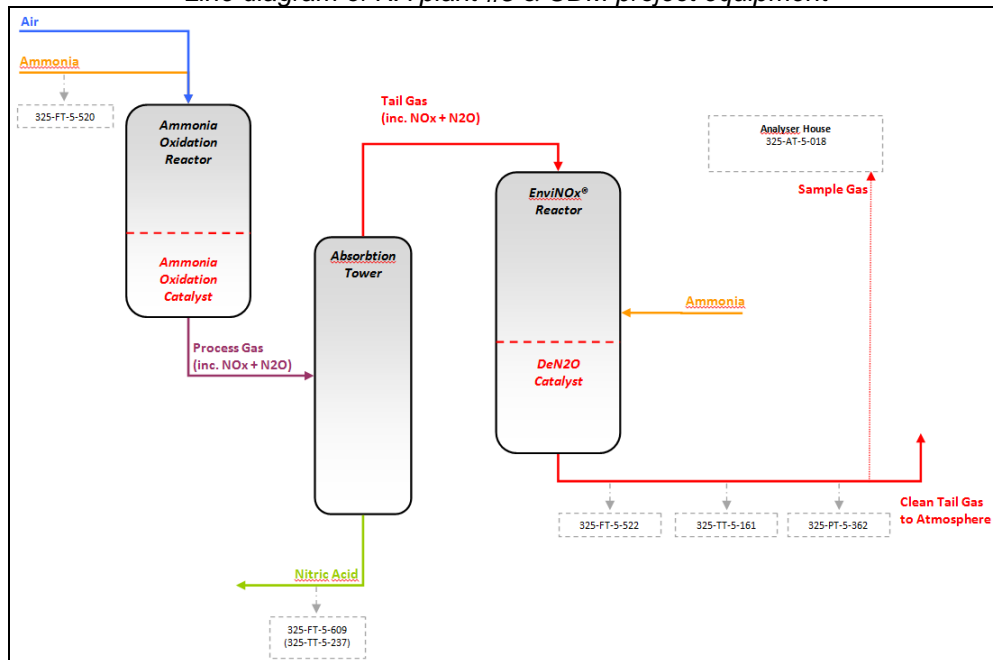 Line diagram of NA plant #5 & CDM project equipment
Air
Ammonia
325-FT-5-520
Ammonia
Oxidation
Reactor
Ammonia
Oxidation
Catalyst
Process Gas
(inc. NOx + N2O)
Tail Gas
(inc. NOx + N2O)
Absorbtion
Tower
EnviNOx®
Reactor
DeN2O
Catalyst
Ammonia
Analyser House
325-AT-5-018
Sample Gas
Clean Tail Gas
to Atmosphere
325-FT-5-522
325-TT-5-161
325-PT-5-362
Nitric Acid
325-FT-5-609
(325-TT-5-237)